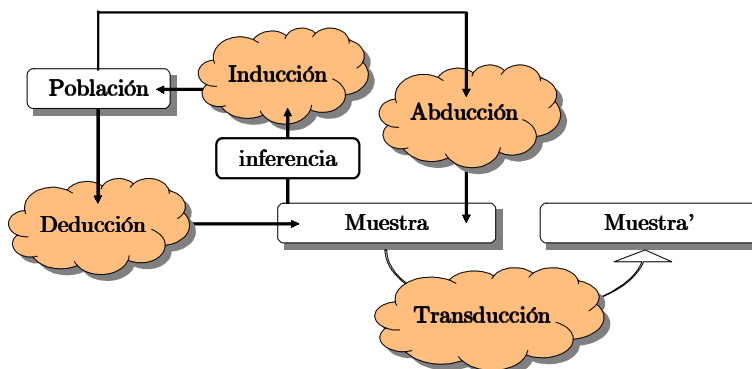 Inducción
Población
Abducción
inferencia
Deducción
Muestra
Muestra'
Transducción